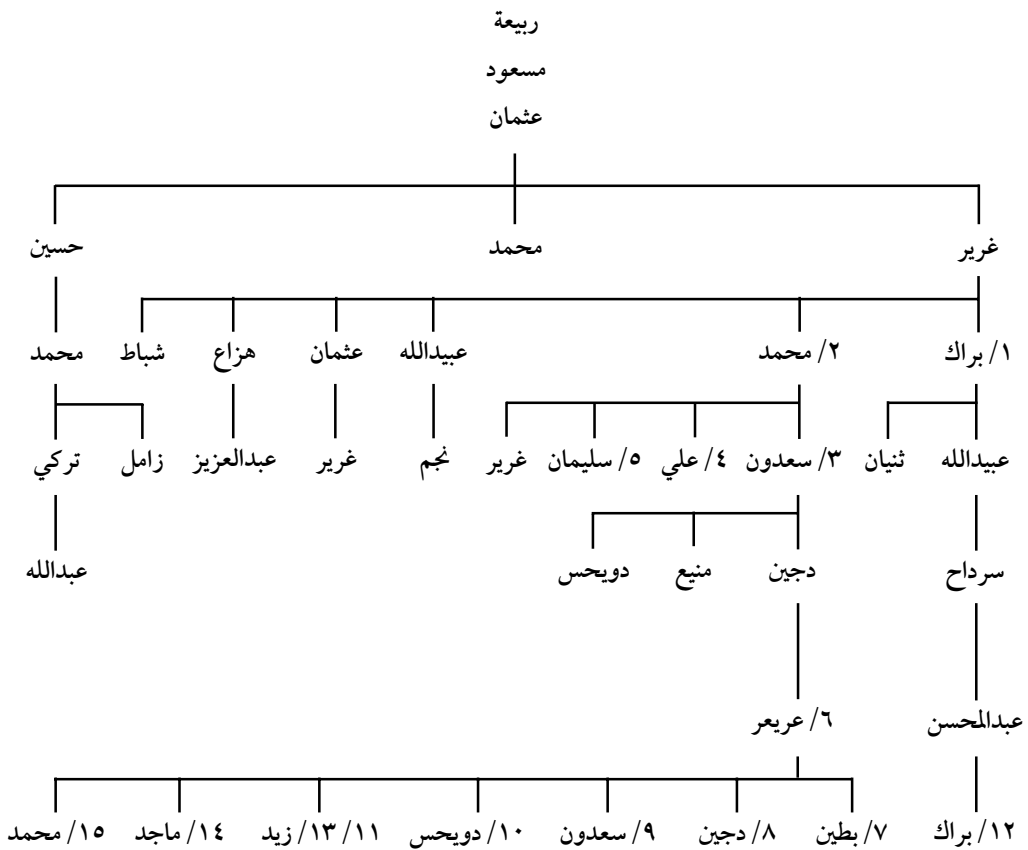 ربيعة
مسعود
عثمان
غرير محمد حسين
١/ براك ٢/ محمد عبيدالله عثمان هزاع شباط محمد
عبيدالله ثنيان ٣/ سعدون ٤/ علي ٥/ سليمان غرير نجم غرير عبدالعزيز زامل تركي
سرداح دجين منيع دويحس عبدالله
عبدالمحسن ٦/ عريعر
١٢/ براك ٧/ بطين ٨/ دجين ٩/ سعدون ١٠/ دويحس ١١/ ١٣/ زيد ١٤/ ماجد ١٥/ محمد